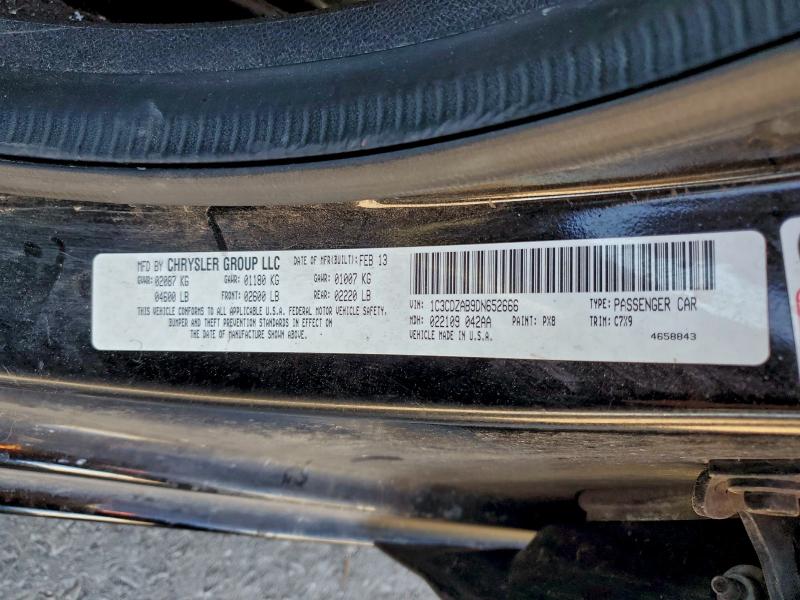 MFD BY CHRYSLER GROUP LLC DATE OF MFR(BUILT): FEB 13
GVWR: 02087 KG GAWR: 01180 KG GAWR: 01007 KG
04600 LB FRONT: 02600 LB REAR: 02220 LB
THIS VEHICLE CONFORMS TO ALL APPLICABLE U.S.A. FEDERAL MOTOR VEHICLE SAFETY,
BUMPER AND THEFT PREVENTION STANDARDS IN EFFECT ON
THE DATE OF MANUFACTURE SHOWN ABOVE.
VIN: 1C3CDZAB9DN652666 TYPE: PASSENGER CAR
MDH: 022109 042AA PAINT: PX8 TRIM: C7X9
VEHICLE MADE IN U.S.A. 4658843